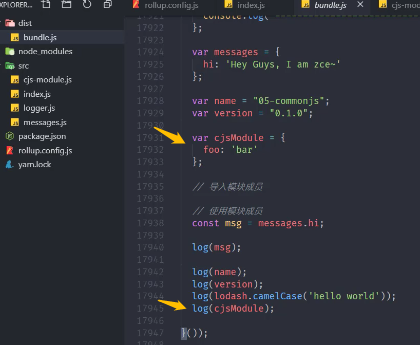 EXPLORER...
rollup.config.js
index.js
bundle.js
cjs-mod
dist
bundle.js
node_modules
src
cjs-module.js
index.js
logger.js
messages.js
package.json
rollup.config.js
yarn.lock
17921 console.log(
17922 };
17923
17924 var messages = {
17925 hi: 'Hey Guys, I am zce~'
17926 };
17927
17928 var name = "05-commonjs";
17929 var version = "0.1.0";
17930
17931 var cjsModule = {
17932 foo: 'bar'
17933 };
17934
17935 // 导入模块成员
17936
17937 // 使用模块成员
17938 const msg = messages.hi;
17939
17940 log(msg);
17941
17942 log(name);
17943 log(version);
17944 log(lodash.camelCase('hello world'));
17945 log(cjsModule);
17946
17947 }());